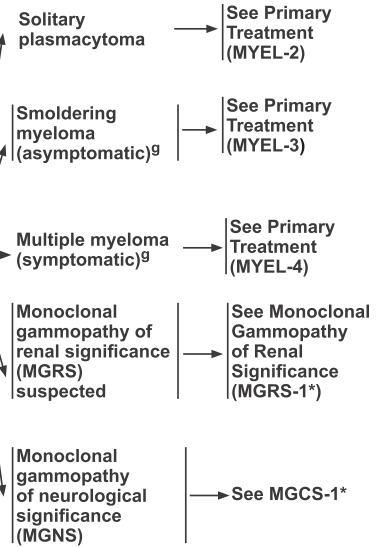 Solitary
plasmacytoma
See Primary
Treatment
(MYEL-2)
Smoldering
myeloma
(asymptomatic)g
See Primary
Treatment
(MYEL-3)
Multiple myeloma
(symptomatic)g
See Primary
Treatment
(MYEL-4)
Monoclonal
gammopathy of
renal significance
(MGRS)
suspected
See Monoclonal
Gammopathy
of Renal
Significance
(MGRS-1*)
Monoclonal
gammopathy
of neurological
significance
(MGNS)
See MGCS-1*